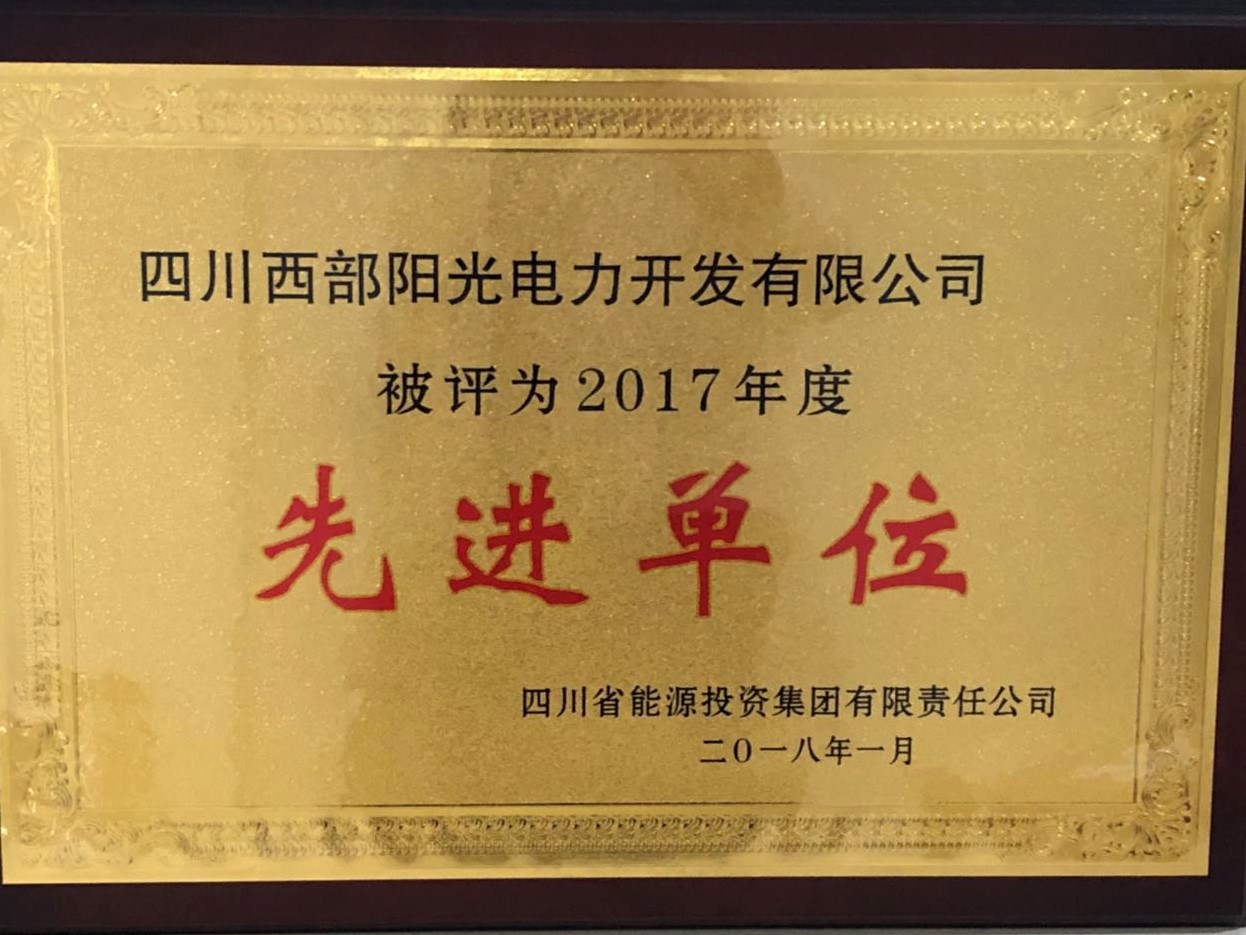 四川西部阳光电力开发有限公司
被评为2017年度
先进单位
四川省能源投资集团有限责任公司
二〇一八年一月